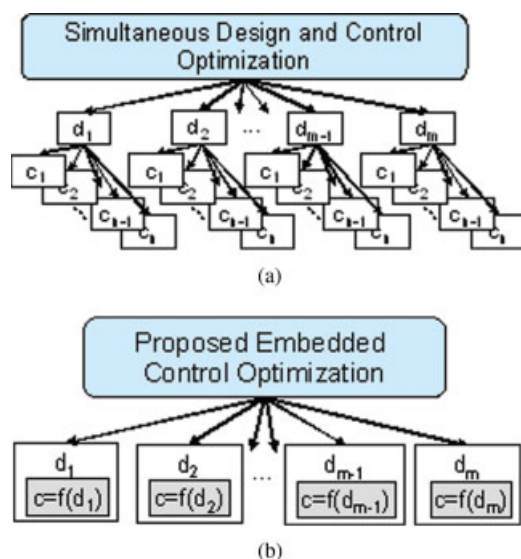 Simultaneous Design and Control
Optimization
d₁ d₂ ... dₘ₋₁ dₘ
c₁ c₁ c₁ c₁
c₂ c₂ c₂ c₂
cₙ₋₁ cₙ₋₁ cₙ₋₁ cₙ₋₁
cₙ cₙ cₙ cₙ
(a)
Proposed Embedded
Control Optimization
d₁ d₂ ... dₘ₋₁ dₘ
c=f(d₁) c=f(d₂) c=f(dₘ₋₁) c=f(dₘ)
(b)